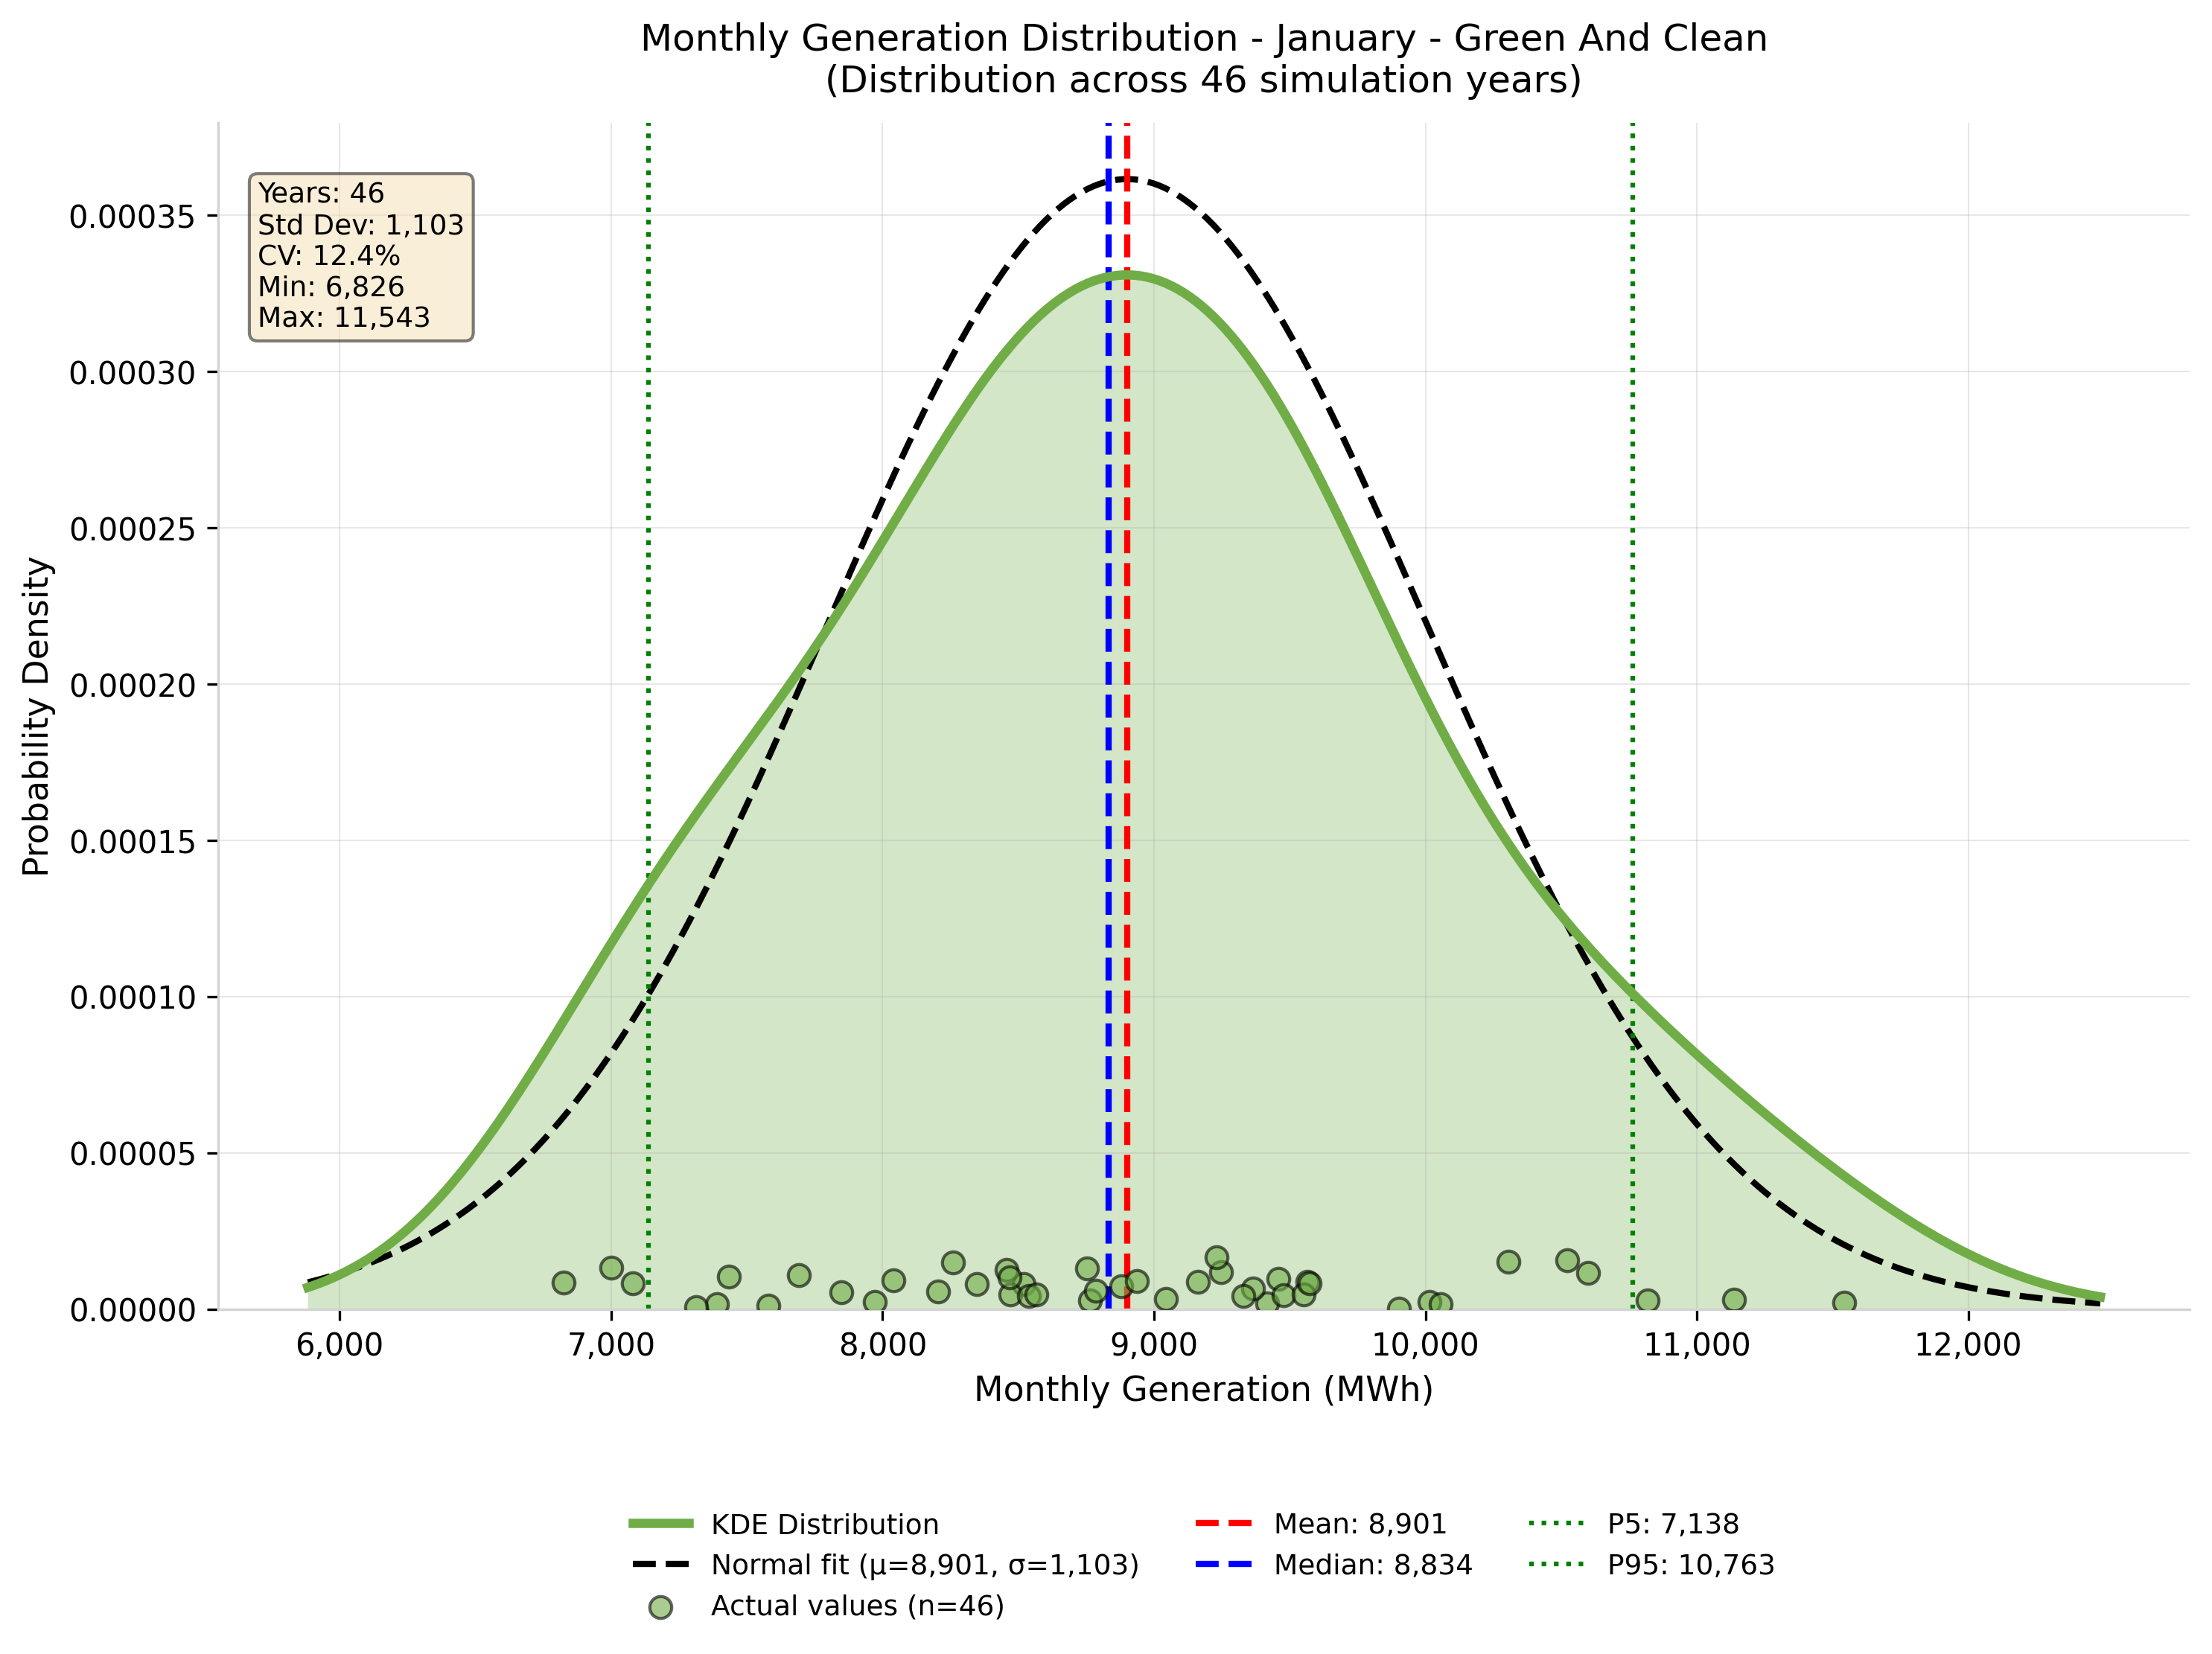 Monthly Generation Distribution - January - Green And Clean
(Distribution across 46 simulation years)
Years: 46
Std Dev: 1,103
CV: 12.4%
Min: 6,826
Max: 11,543
Probability Density
0.00035
0.00030
0.00025
0.00020
0.00015
0.00010
0.00005
0.00000
6,000
7,000
8,000
9,000
10,000
11,000
12,000
Monthly Generation (MWh)
KDE Distribution
Normal fit (μ=8,901, σ=1,103)
Actual values (n=46)
Mean: 8,901
Median: 8,834
P5: 7,138
P95: 10,763